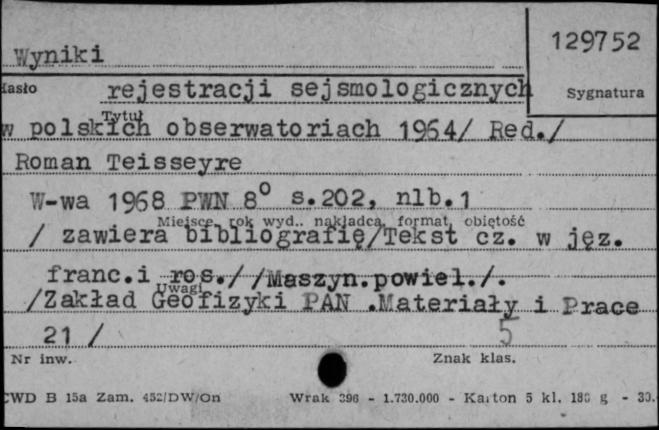 129752
Wyniki
Hasło
rejestracji sejsmologicznych
Sygnatura
Tytuł
w polskich obserwatoriach 1964/ Red./
Roman Teisseyre
W-wa 1968 PWN 8° s.202, nlb.1
Miejsce, rok wyd., nakładca, format, objętość
/ zawiera bibliografię/Tekst cz. w jęz.
franc.i ros./ /Maszyn.powiel./.
Uwagi
/Zakład Geofizyki PAN .Materiały i Prace
21 /
5
Nr inw.
Znak klas.
CWD B 15a Zam. 452/DW/On
Wrak 396 - 1.730.000 - Karton 5 kl. 180 g - 30.